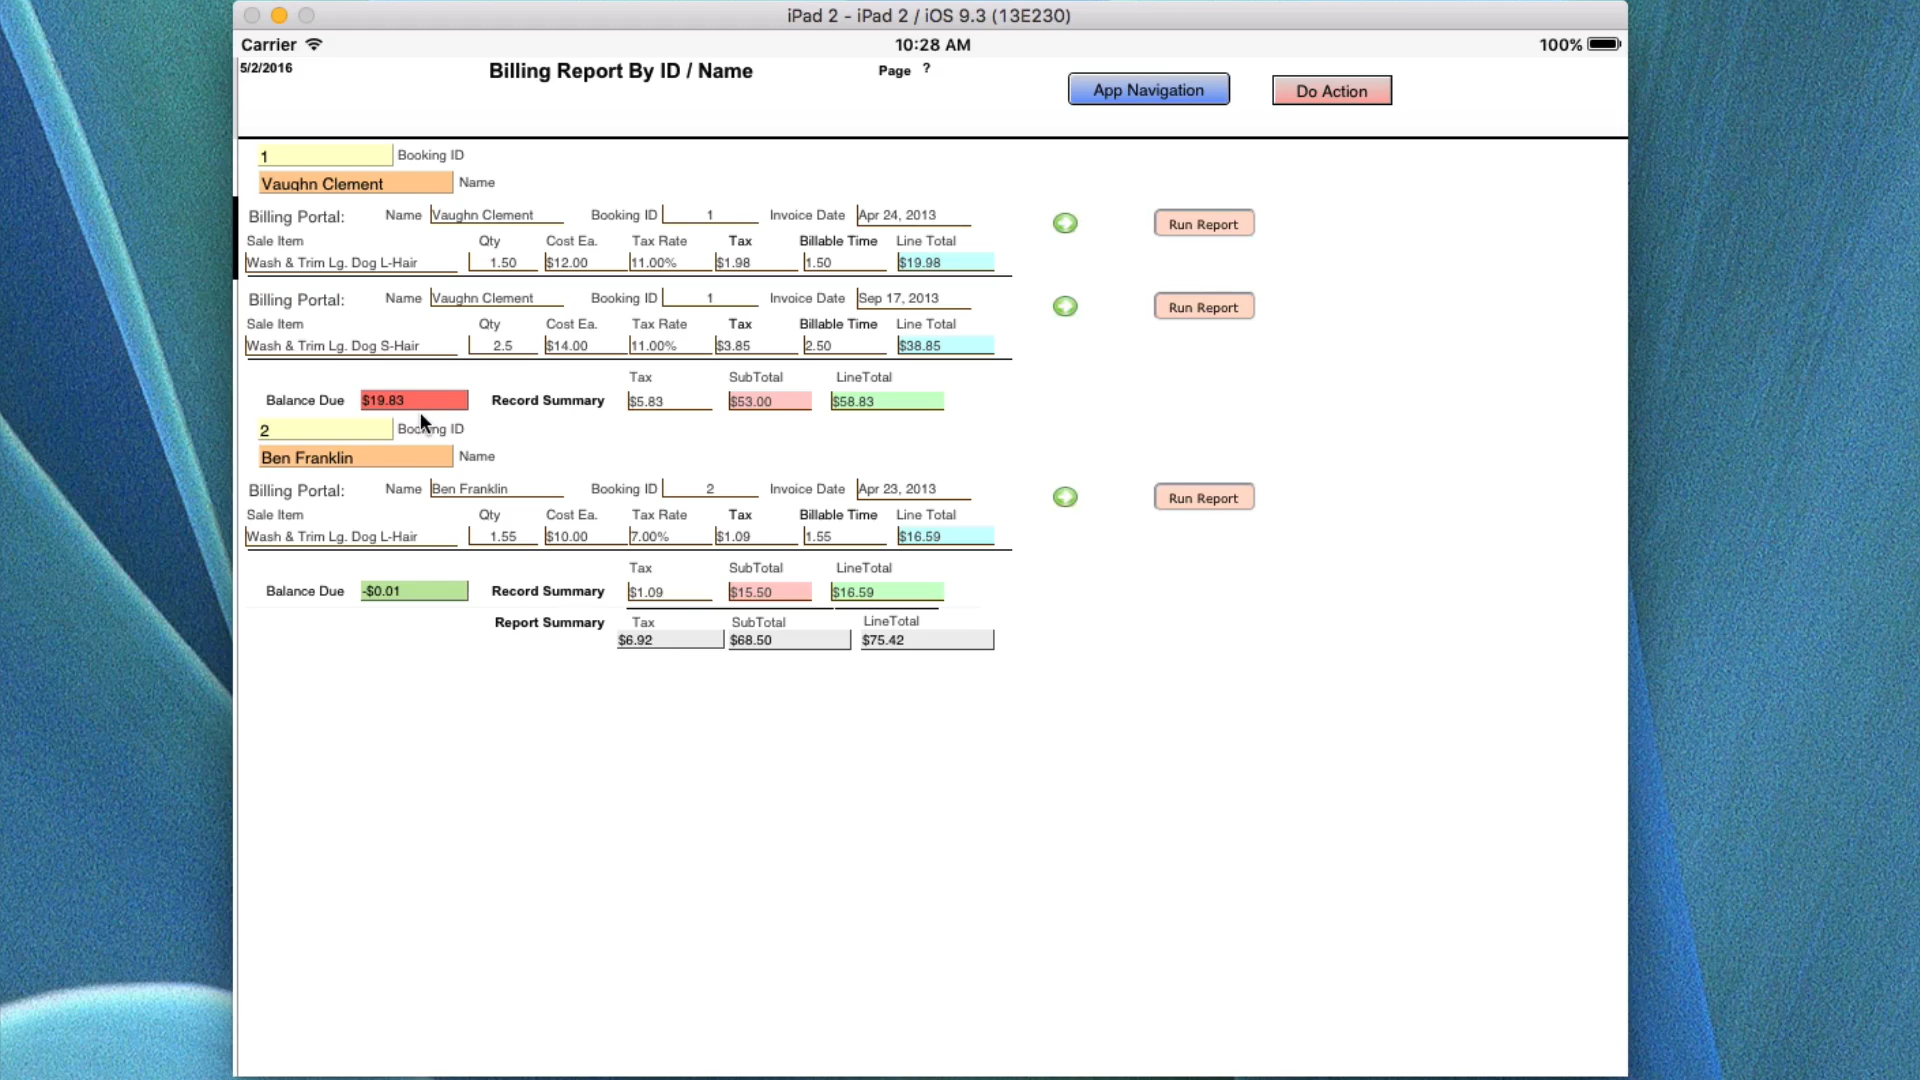 iPad 2 - iPad 2 / iOS 9.3 (13E230)
Carrier 10:28 AM 100%
5/2/2016 Billing Report By ID / Name Page ?
App Navigation Do Action
1 Booking ID
Vaughn Clement Name
Billing Portal: Name Vaughn Clement Booking ID 1 Invoice Date Apr 24, 2013 Run Report
Sale Item Qty Cost Ea. Tax Rate Tax Billable Time Line Total
Wash & Trim Lg. Dog L-Hair 1.50 $12.00 11.00% $1.98 1.50 $19.98
Billing Portal: Name Vaughn Clement Booking ID 1 Invoice Date Sep 17, 2013 Run Report
Sale Item Qty Cost Ea. Tax Rate Tax Billable Time Line Total
Wash & Trim Lg. Dog S-Hair 2.5 $14.00 11.00% $3.85 2.50 $38.85
Tax SubTotal LineTotal
Balance Due $19.83 Record Summary $5.83 $53.00 $58.83
2 Booking ID
Ben Franklin Name
Billing Portal: Name Ben Franklin Booking ID 2 Invoice Date Apr 23, 2013 Run Report
Sale Item Qty Cost Ea. Tax Rate Tax Billable Time Line Total
Wash & Trim Lg. Dog L-Hair 1.55 $10.00 7.00% $1.09 1.55 $16.59
Tax SubTotal LineTotal
Balance Due -$0.01 Record Summary $1.09 $15.50 $16.59
Report Summary Tax SubTotal LineTotal
$6.92 $68.50 $75.42